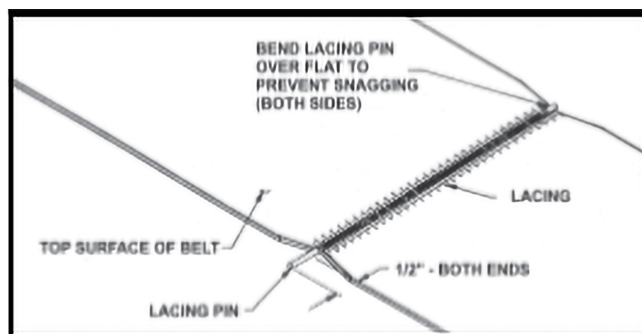 BEND LACING PIN
OVER FLAT TO
PREVENT SNAGGING
(BOTH SIDES)
LACING
TOP SURFACE OF BELT
1/2" - BOTH ENDS
LACING PIN